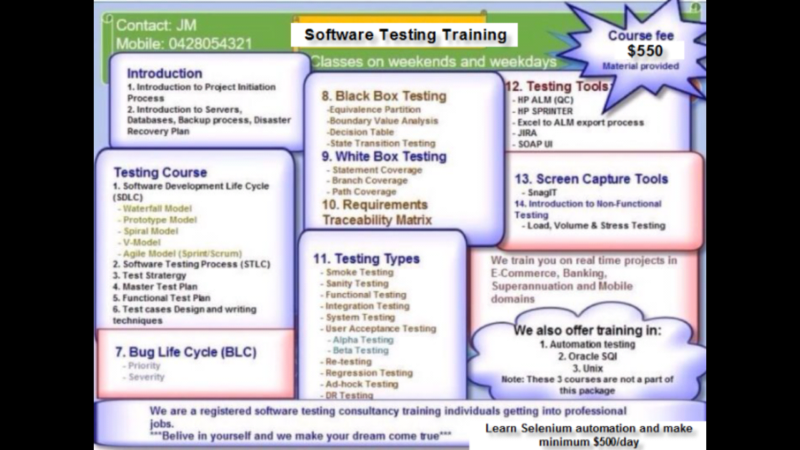 Contact: JM
Mobile: 0428054321
Software Testing Training
Classes on weekends and weekdays
Course fee
$550
Material provided
Introduction
1. Introduction to Project Initiation
Process
2. Introduction to Servers,
Databases, Backup process, Disaster
Recovery Plan
Testing Course
1. Software Development Life Cycle
(SDLC)
- Waterfall Model
- Prototype Model
- Spiral Model
- V-Model
- Agile Model (Sprint/Scrum)
2. Software Testing Process (STLC)
3. Test Stratergy
4. Master Test Plan
5. Functional Test Plan
6. Test cases Design and writing
techniques
7. Bug Life Cycle (BLC)
- Priority
- Severity
8. Black Box Testing
-Equivalence Partition
-Boundary Value Analysis
-Decision Table
-State Transition Testing
9. White Box Testing
- Statement Coverage
- Branch Coverage
- Path Coverage
10. Requirements
Traceability Matrix
11. Testing Types
- Smoke Testing
- Sanity Testing
- Functional Testing
- Integration Testing
- System Testing
- User Acceptance Testing
- Alpha Testing
- Beta Testing
- Re-testing
- Regression Testing
- Ad-hock Testing
- DR Testing
12. Testing Tools:
- HP ALM (QC)
- HP SPRINTER
- Excel to ALM export process
- JIRA
- SOAP UI
13. Screen Capture Tools
- SnagIT
14. Introduction to Non-Functional
Testing
- Load, Volume & Stress Testing
We train you on real time projects in
E-Commerce, Banking,
Superannuation and Mobile
domains
We also offer training in:
1. Automation testing
2. Oracle SQl
3. Unix
Note: These 3 courses are not a part of
this package
We are a registered software testing consultancy training individuals getting into professional
jobs.
***Belive in yourself and we make your dream come true***
Learn Selenium automation and make
minimum $500/day